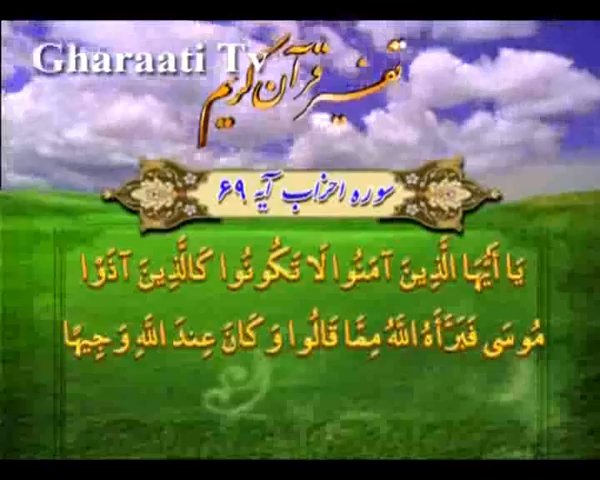 Gharaati Tv
تفسیر قرآن کریم
سوره احزاب آیه ۶۹
يَا أَيُّهَا الَّذِينَ آمَنُوا لَا تَكُونُوا كَالَّذِينَ آذَوْا
مُوسَى فَبَرَّأَهُ اللَّهُ مِمَّا قَالُوا وَكَانَ عِندَ اللَّهِ وَجِيهًا